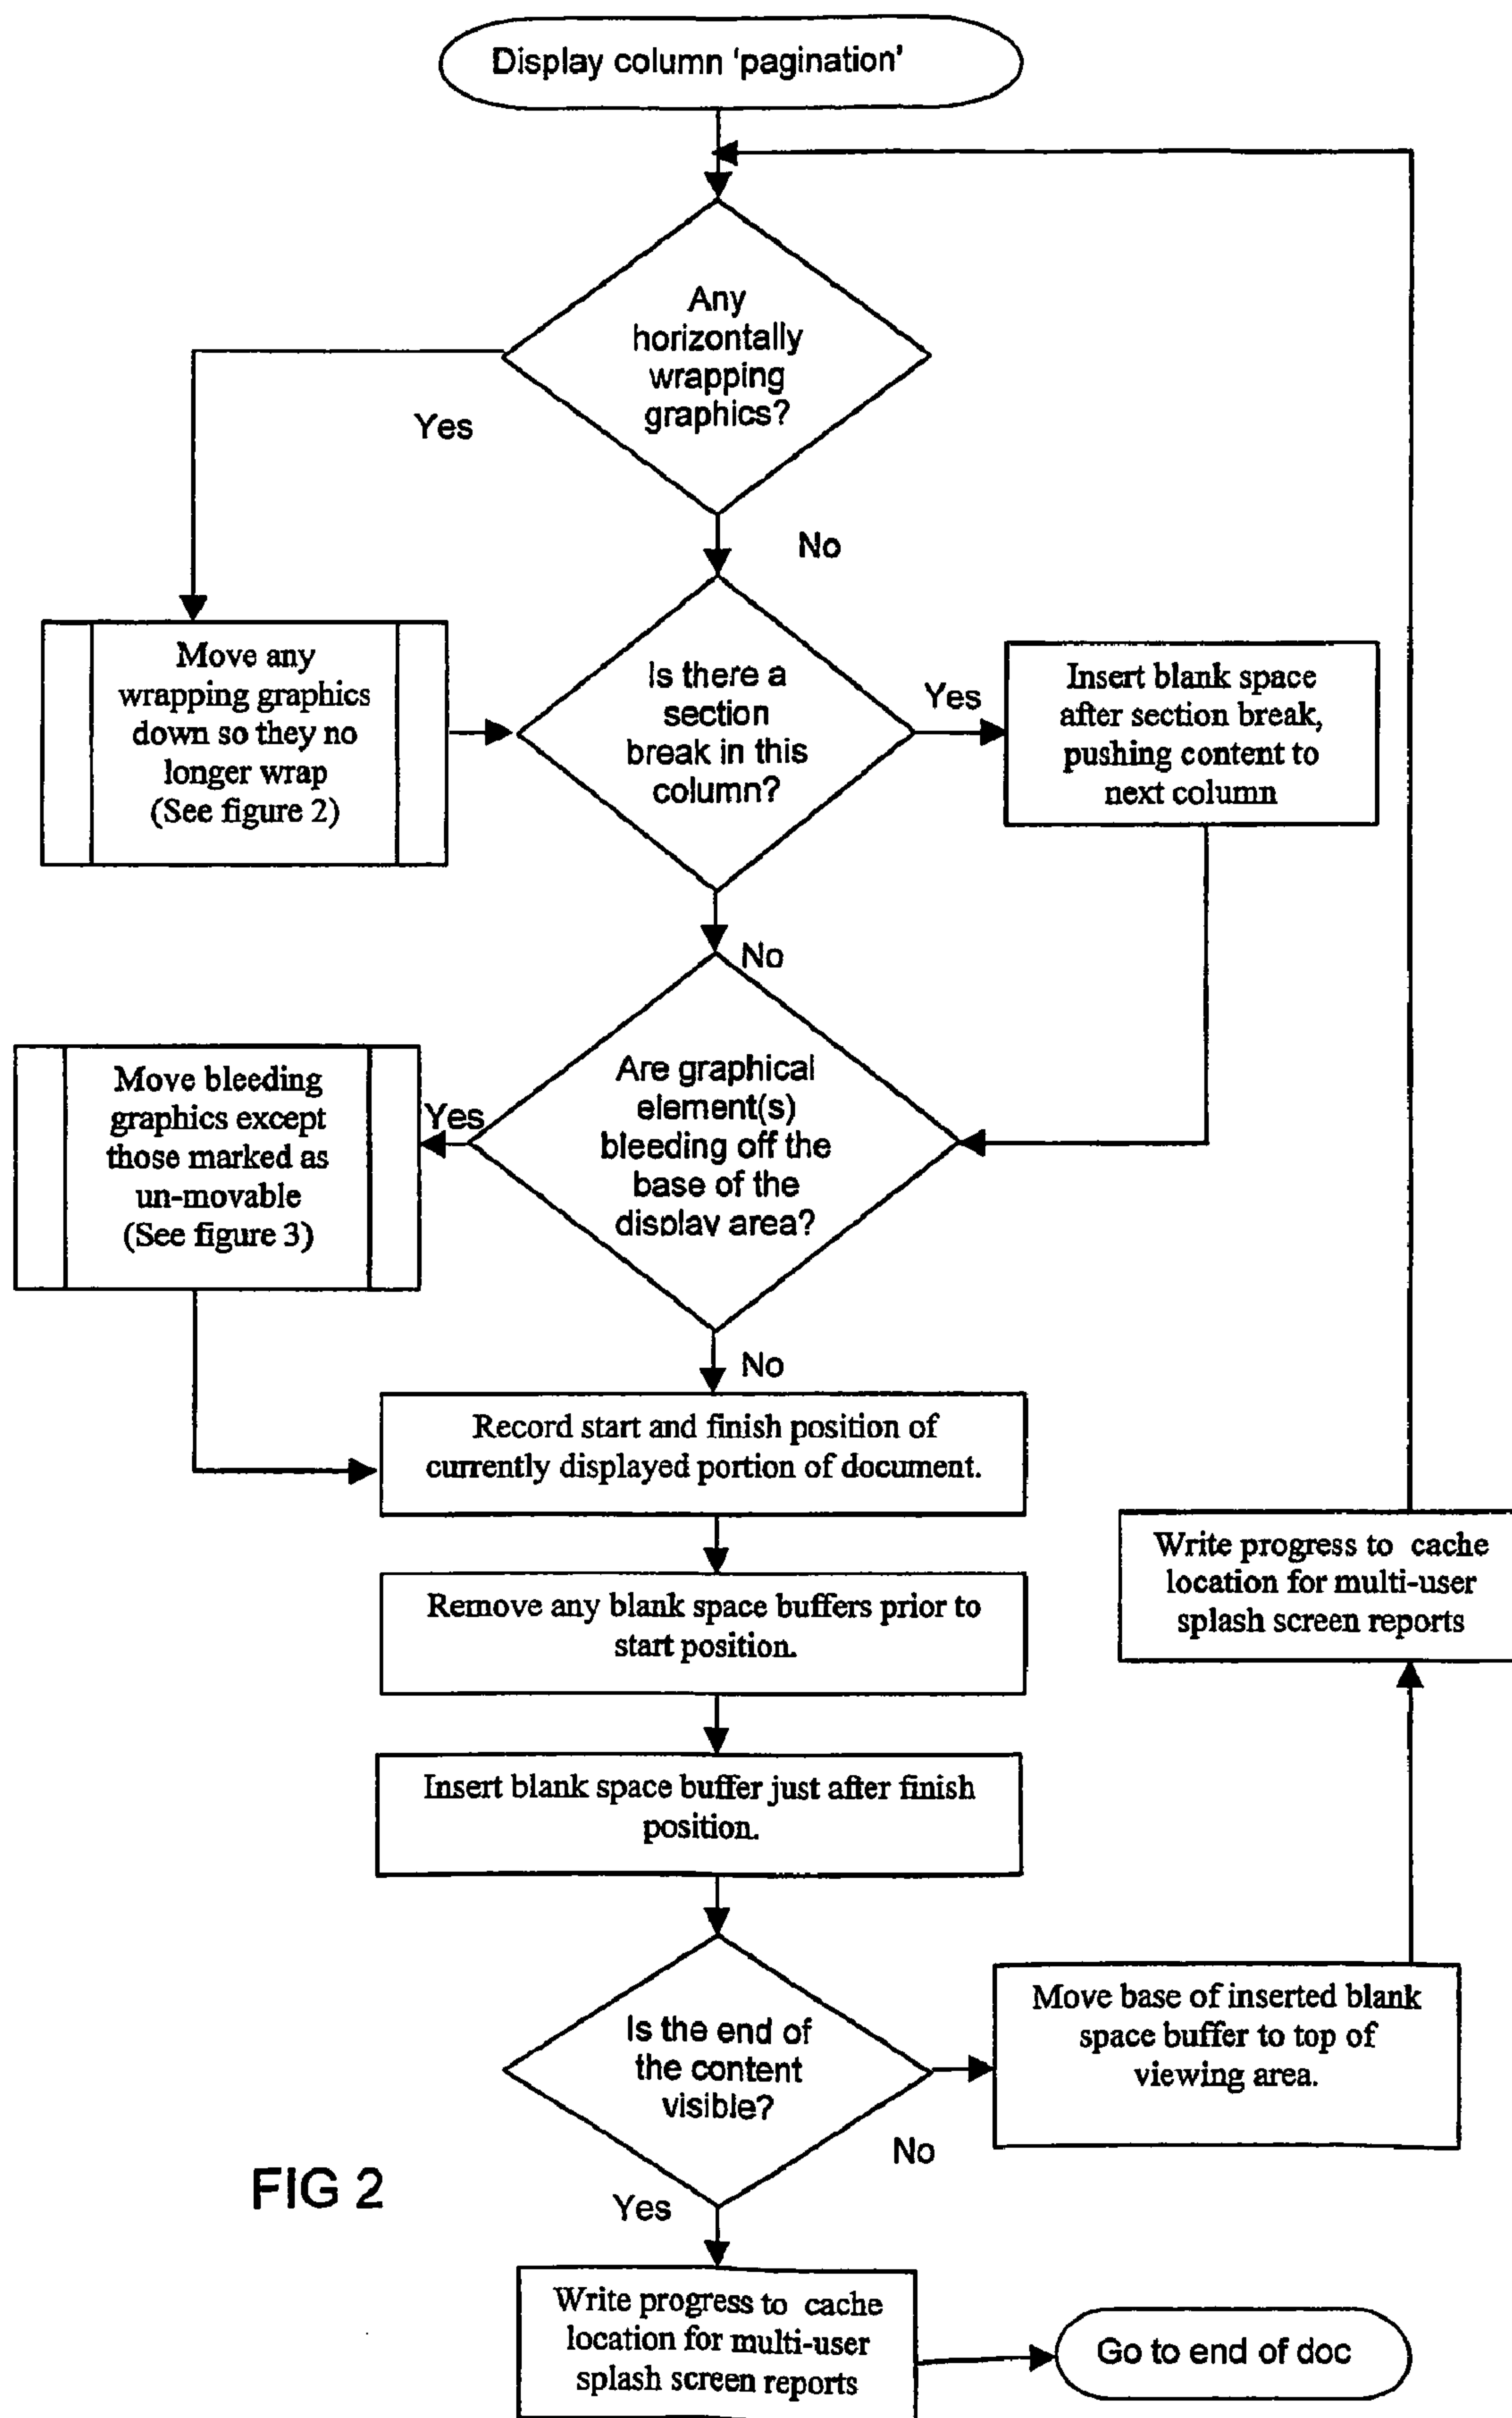 Display column ‘pagination’
Any
horizontally
wrapping
graphics?
Yes
No
Move any
wrapping graphics
down so they no
longer wrap
(See figure 2)
Is there a
section
break in this
column?
Yes
Insert blank space
after section break,
pushing content to
next column
No
Are graphical
element(s)
bleeding off the
base of the
display area?
Yes
Move bleeding
graphics except
those marked as
un-movable
(See figure 3)
No
Record start and finish position of
currently displayed portion of document.
Write progress to cache
location for multi-user
splash screen reports
Remove any blank space buffers prior to
start position.
Insert blank space buffer just after finish
position.
Is the end of
the content
visible?
Move base of inserted blank
space buffer to top of
viewing area.
No
Yes
FIG 2
Write progress to cache
location for multi-user
splash screen reports
Go to end of doc